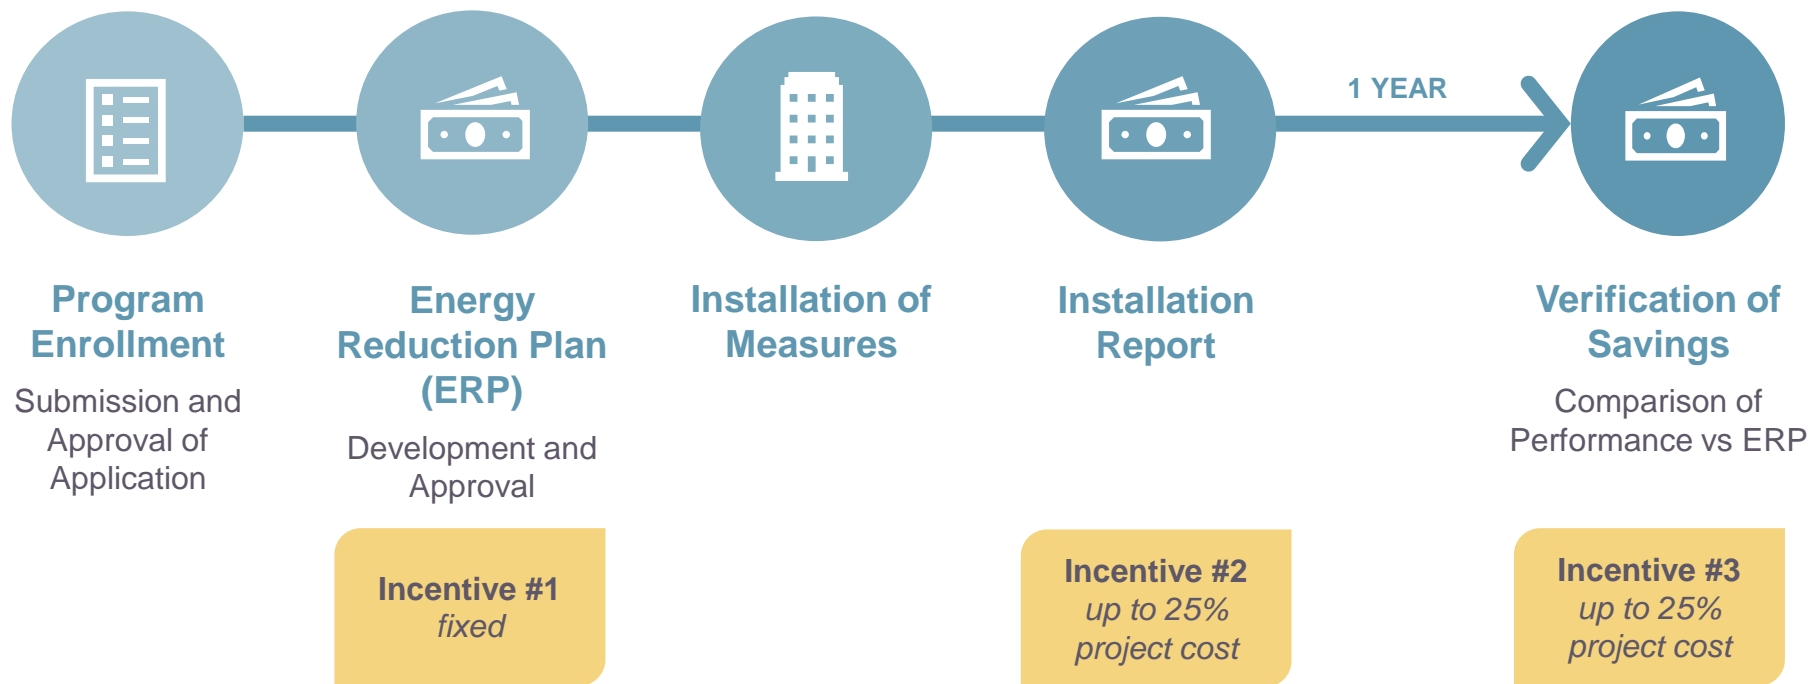 1 YEAR
Program
Enrollment
Submission and
Approval of
Application
Energy
Reduction Plan
(ERP)
Development and
Approval
Incentive #1
fixed
Installation of
Measures
Installation
Report
Incentive #2
up to 25%
project cost
Verification of
Savings
Comparison of
Performance vs ERP
Incentive #3
up to 25%
project cost